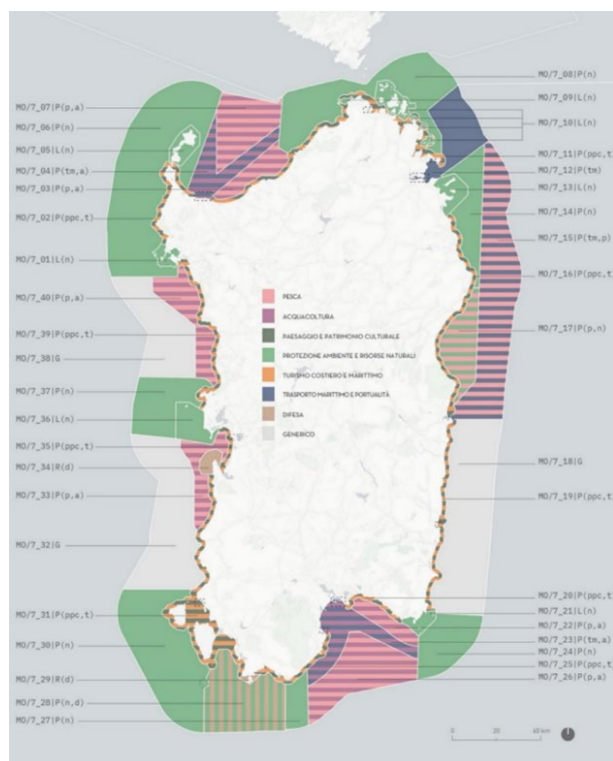 MO/7_07|P(p,a)
MO/7_06|P(n)
MO/7_05|L(n)
MO/7_04|P(tm,a)
MO/7_03|P(p,a)
MO/7_02|P(ppc,t)
MO/7_01|L(n)
MO/7_40|P(p,a)
MO/7_39|P(ppc,t)
MO/7_38|G
MO/7_37|P(n)
MO/7_36|L(n)
MO/7_35|P(ppc,t)
MO/7_34|R(d)
MO/7_33|P(p,a)
MO/7_32|G
MO/7_31|P(ppc,t)
MO/7_30|P(n)
MO/7_29|R(d)
MO/7_28|P(n,d)
MO/7_27|P(n)
PESCA
ACQUACOLTURA
PAESAGGIO E PATRIMONIO CULTURALE
PROTEZIONE AMBIENTE E RISORSE NATURALI
TURISMO COSTIERO E MARITTIMO
TRASPORTO MARITTIMO E PORTUALITÀ
DIFESA
GENERICO
MO/7_08|P(n)
MO/7_09|L(n)
MO/7_10|L(n)
MO/7_11|P(ppc,t)
MO/7_12|P(tm)
MO/7_13|L(n)
MO/7_14|P(n)
MO/7_15|P(tm,p)
MO/7_16|P(ppc,t)
MO/7_17|P(p,n)
MO/7_18|G
MO/7_19|P(ppc,t)
MO/7_20|P(ppc,t)
MO/7_21|L(n)
MO/7_22|P(p,a)
MO/7_23|P(tm,a)
MO/7_24|P(n)
MO/7_25|P(ppc,t)
MO/7_26|P(p,a)
0 20 40 km